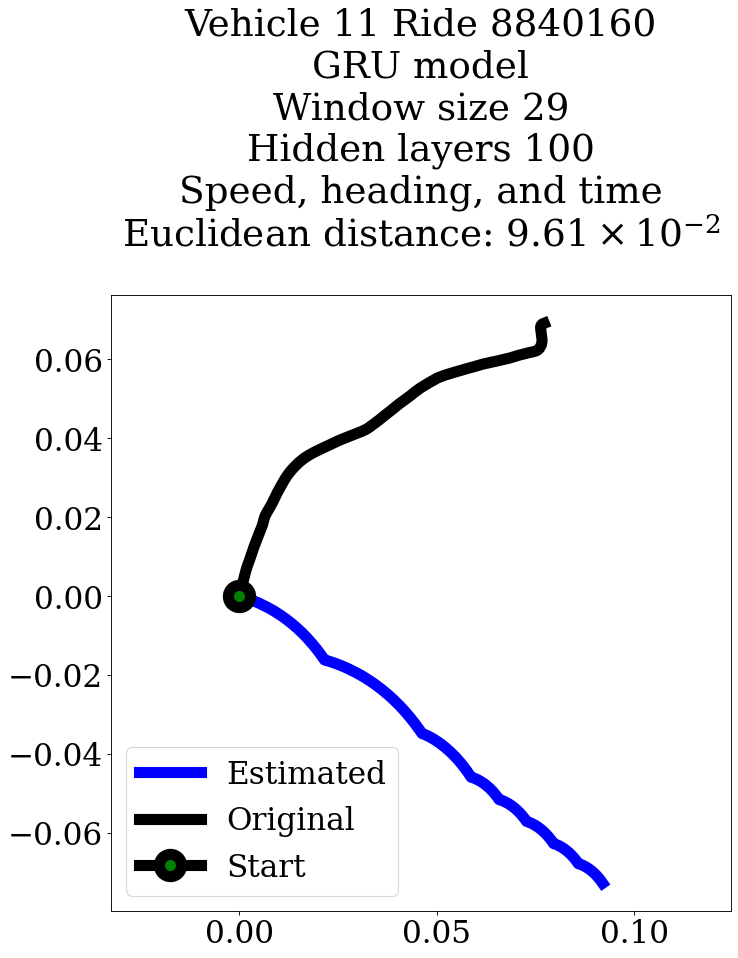 Vehicle 11 Ride 8840160
GRU model
Window size 29
Hidden layers 100
Speed, heading, and time
Euclidean distance: 9.61 × 10⁻²
0.06
0.04
0.02
0.00
−0.02
−0.04
−0.06
Estimated
Original
Start
0.00 0.05 0.10